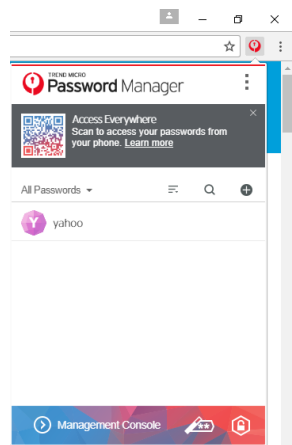 TREND MICRO
Password Manager
Access Everywhere
Scan to access your passwords from
your phone. Learn more
All Passwords
Y yahoo
Management Console